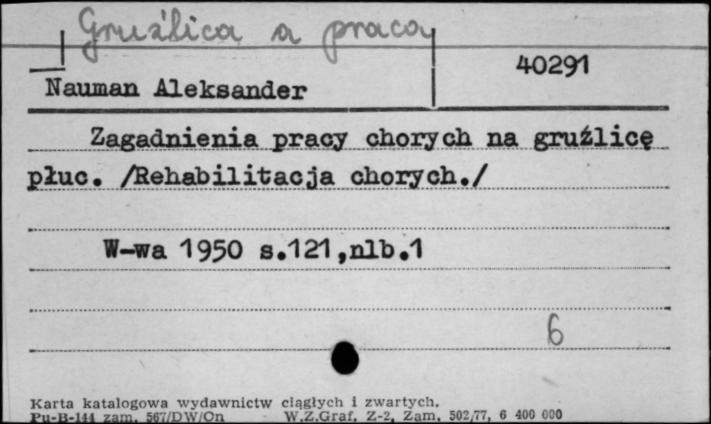 Gruźlica a praca
40291
Nauman Aleksander
Zagadnienia pracy chorych na gruźlicę
płuc. /Rehabilitacja chorych./
W-wa 1950 s.121,nlb.1
6
Karta katalogowa wydawnictw ciągłych i zwartych.
Pu-B-144 zam. 567/DW/On W.Z.Graf. Z-2, Zam. 502/77, 6 400 000